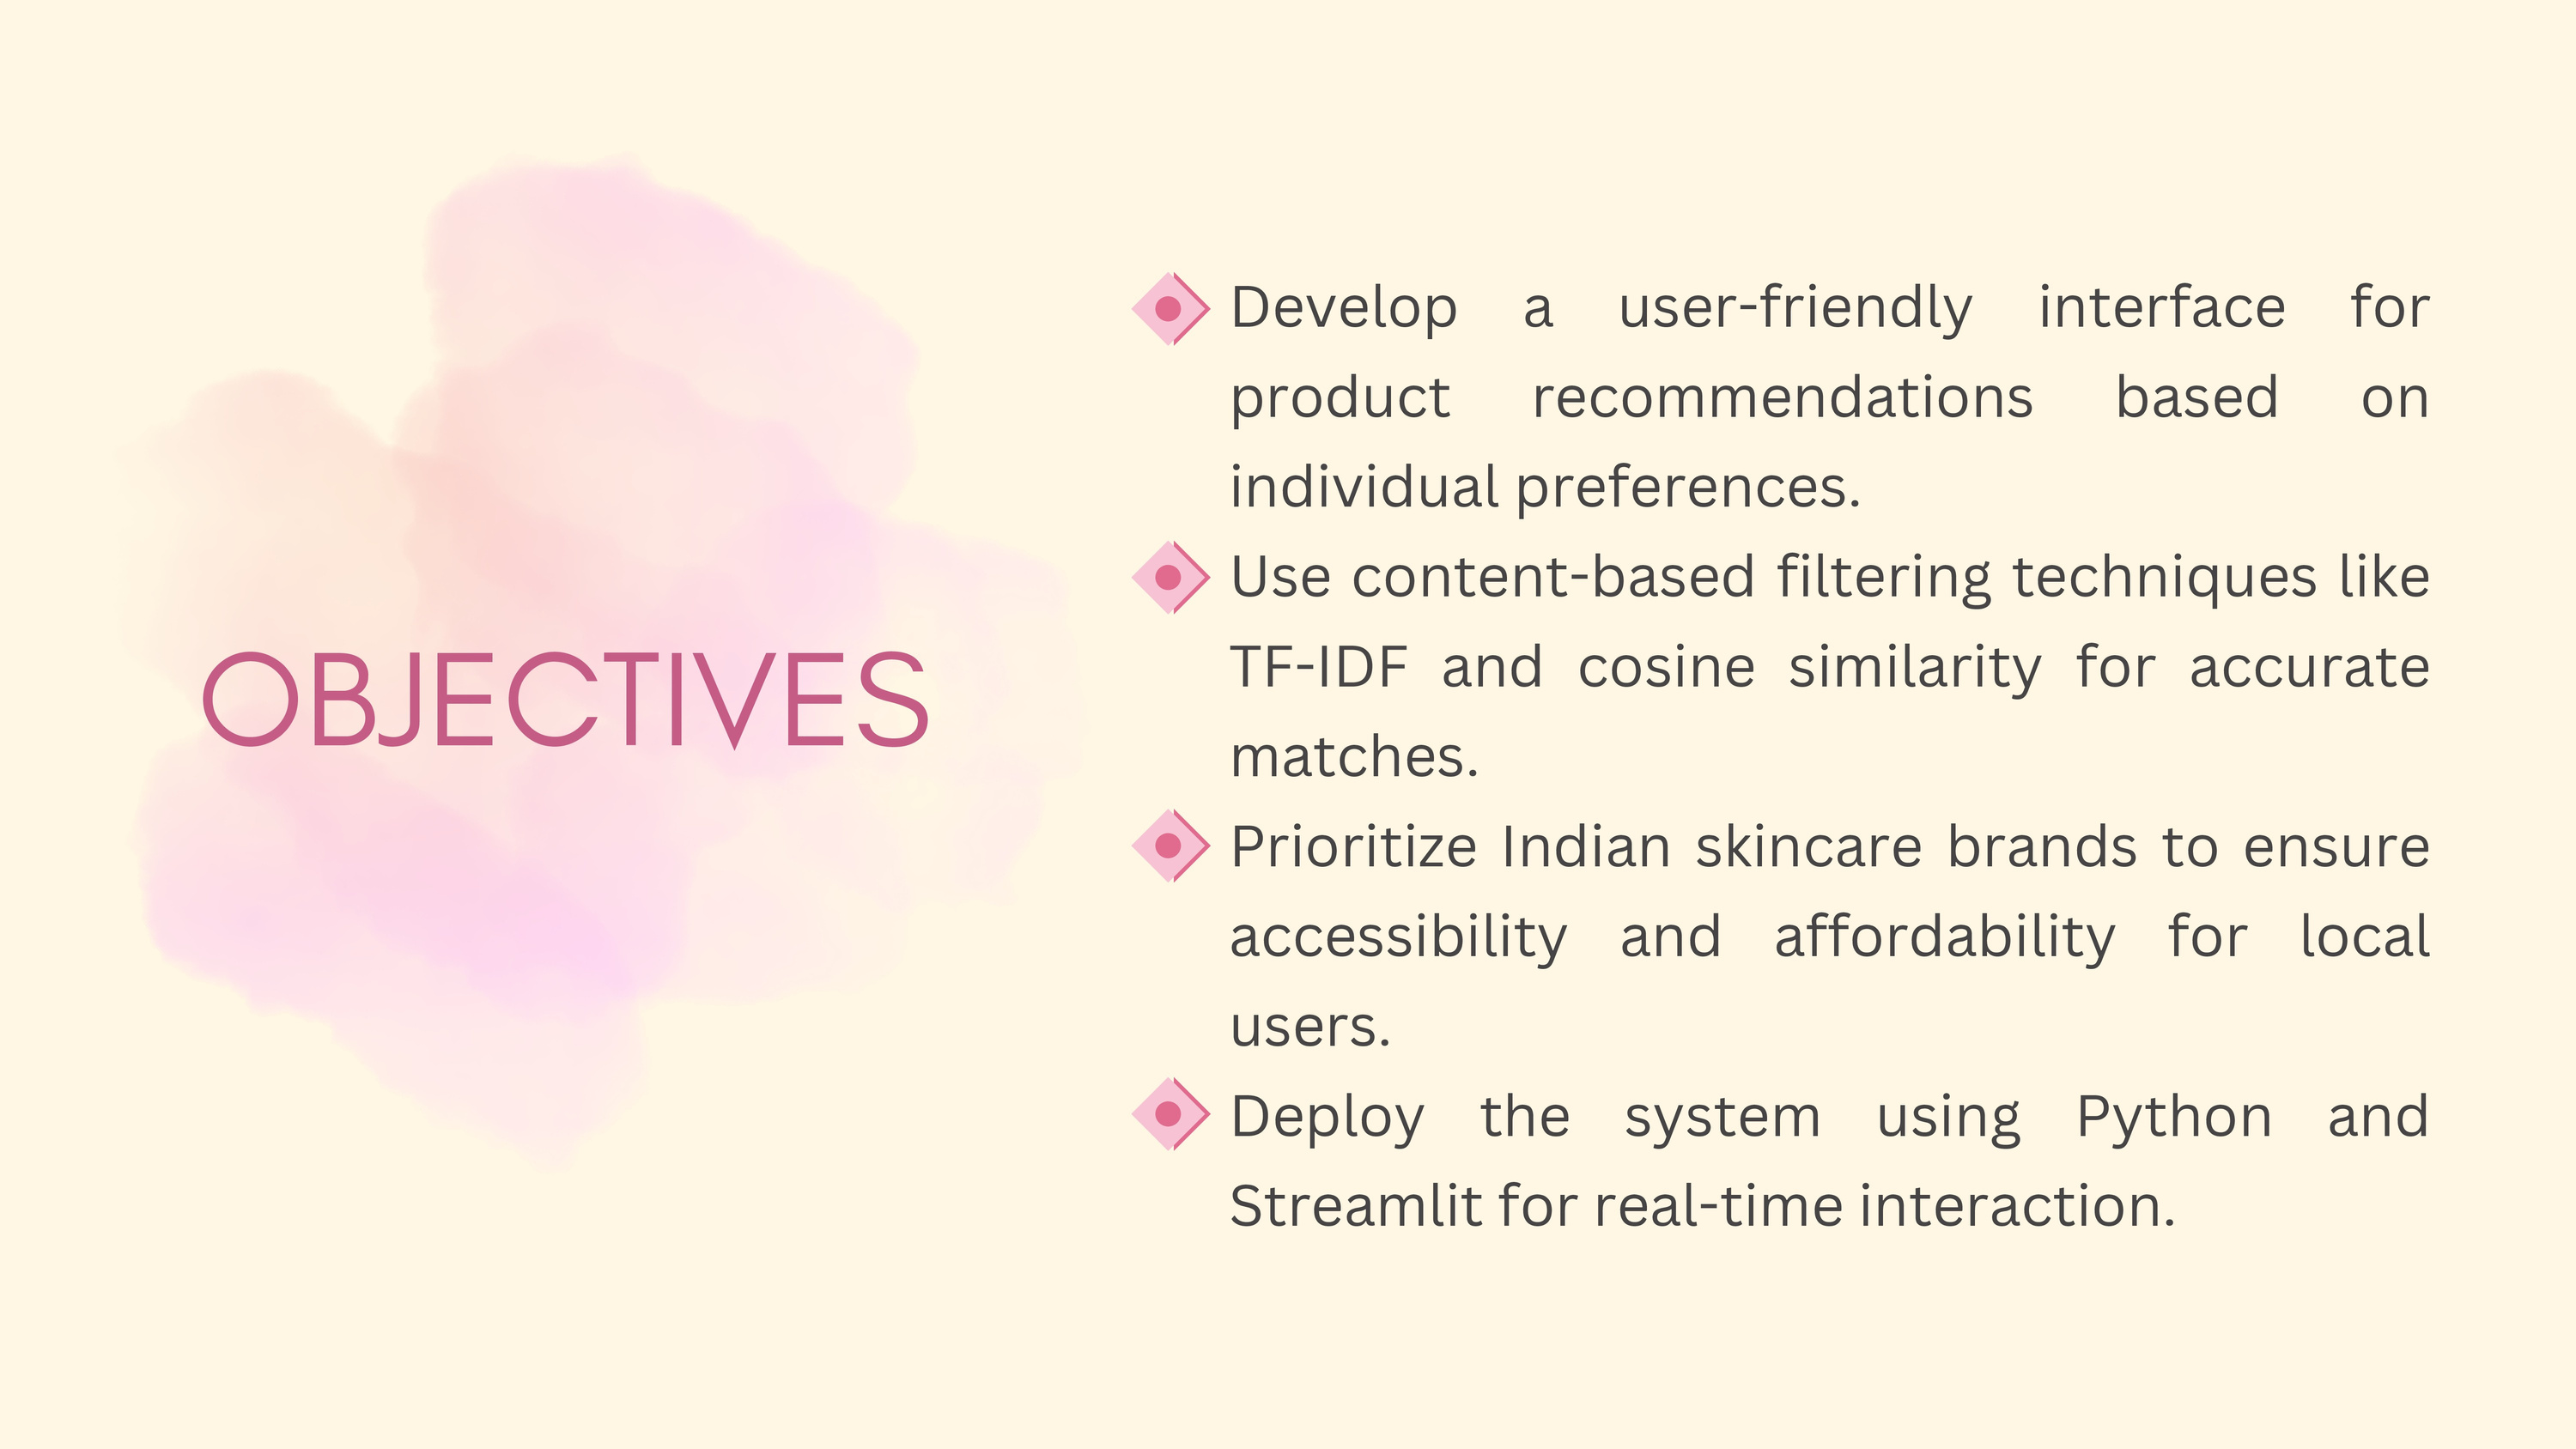 OBJECTIVES
Develop a user-friendly interface for
product recommendations based on
individual preferences.
Use content-based filtering techniques like
TF-IDF and cosine similarity for accurate
matches.
Prioritize Indian skincare brands to ensure
accessibility and affordability for local
users.
Deploy the system using Python and
Streamlit for real-time interaction.